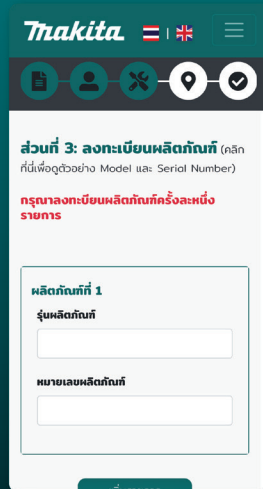 Makita
|
ส่วนที่ 3: ลงทะเบียนผลิตภัณฑ์ (คลิก
ที่นี่เพื่อดูตัวอย่าง Model และ Serial Number)
กรุณาลงทะเบียนผลิตภัณฑ์ครั้งละหนึ่ง
รายการ
ผลิตภัณฑ์ที่ 1
รุ่นผลิตภัณฑ์
หมายเลขผลิตภัณฑ์